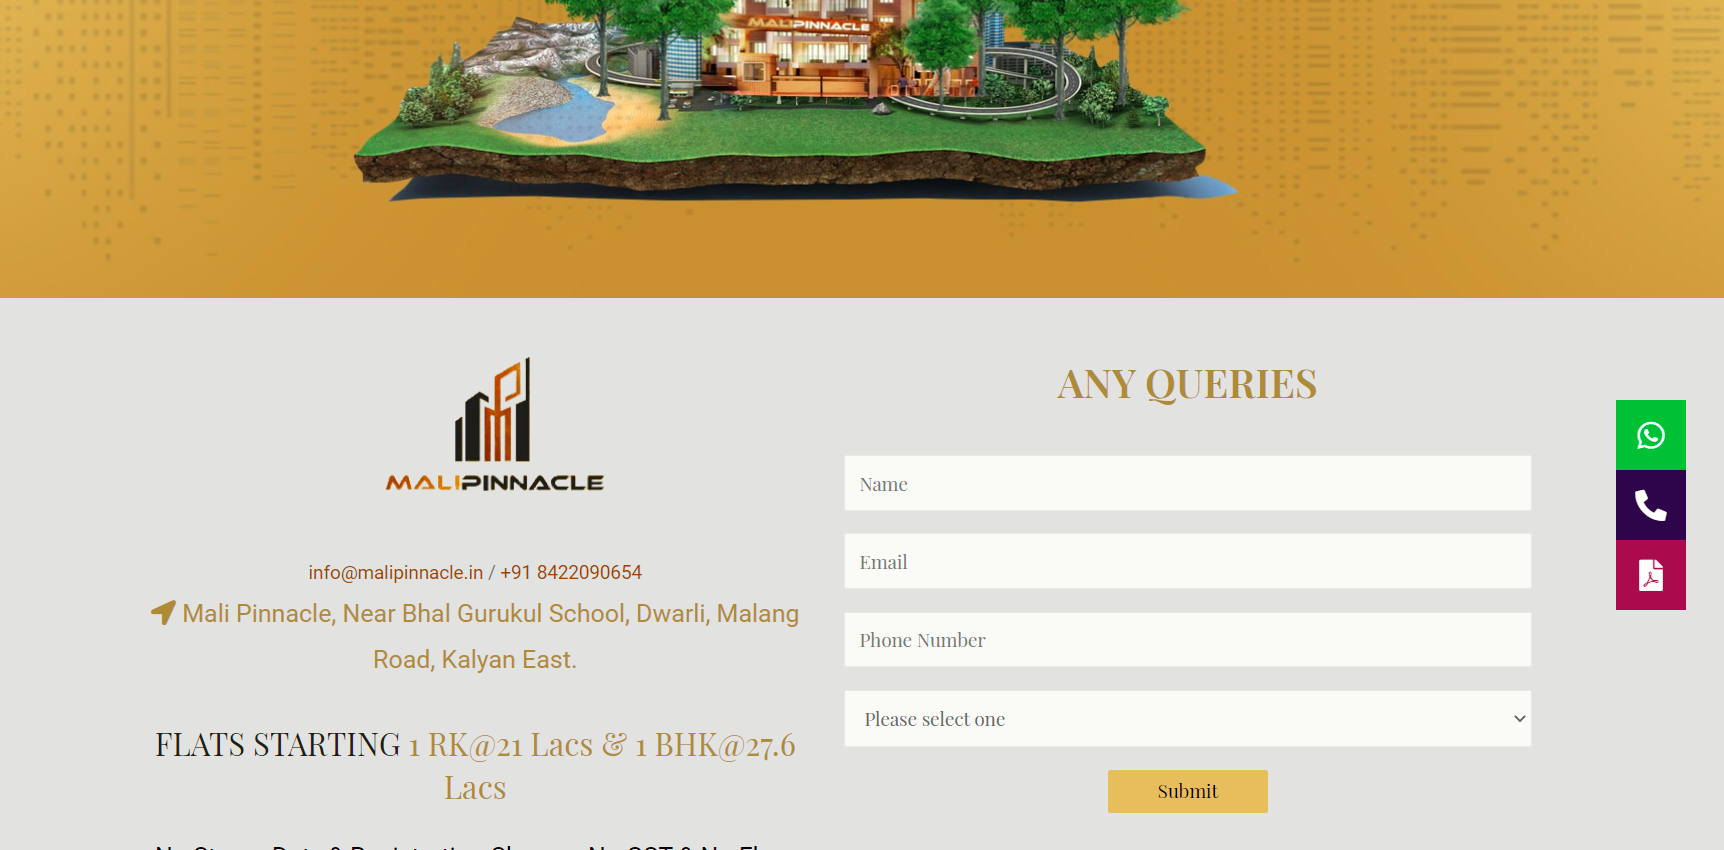 MALIPINNACLE
MALIPINNACLE
info@malipinnacle.in / +91 8422090654
Mali Pinnacle, Near Bhal Gurukul School, Dwarli, Malang
Road, Kalyan East.
FLATS STARTING 1 RK@21 Lacs & 1 BHK@27.6
Lacs
ANY QUERIES
Name
Email
Phone Number
Please select one
Submit